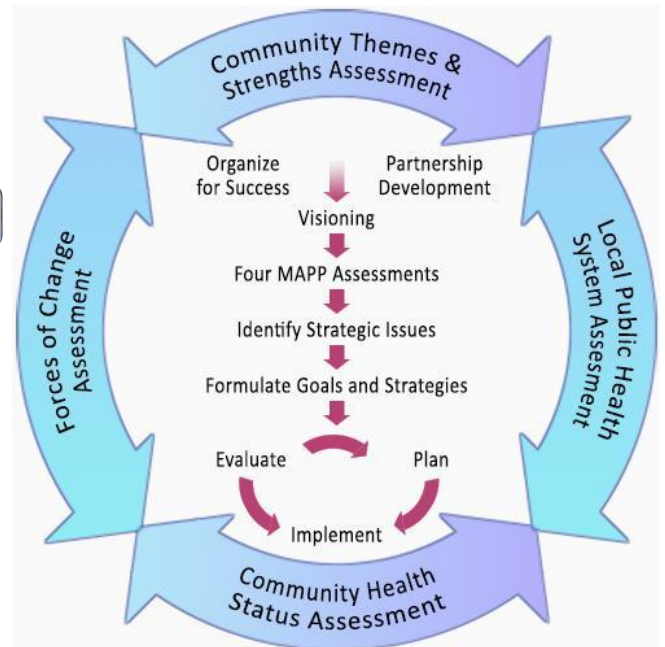 Community Themes &
Strengths Assessment
Organize
for Success
Partnership
Development
Visioning
Four MAPP Assessments
Identify Strategic Issues
Formulate Goals and Strategies
Evaluate
Plan
Implement
Forces of Change
Assessment
Local Public Health
System Assesment
Community Health
Status Assessment